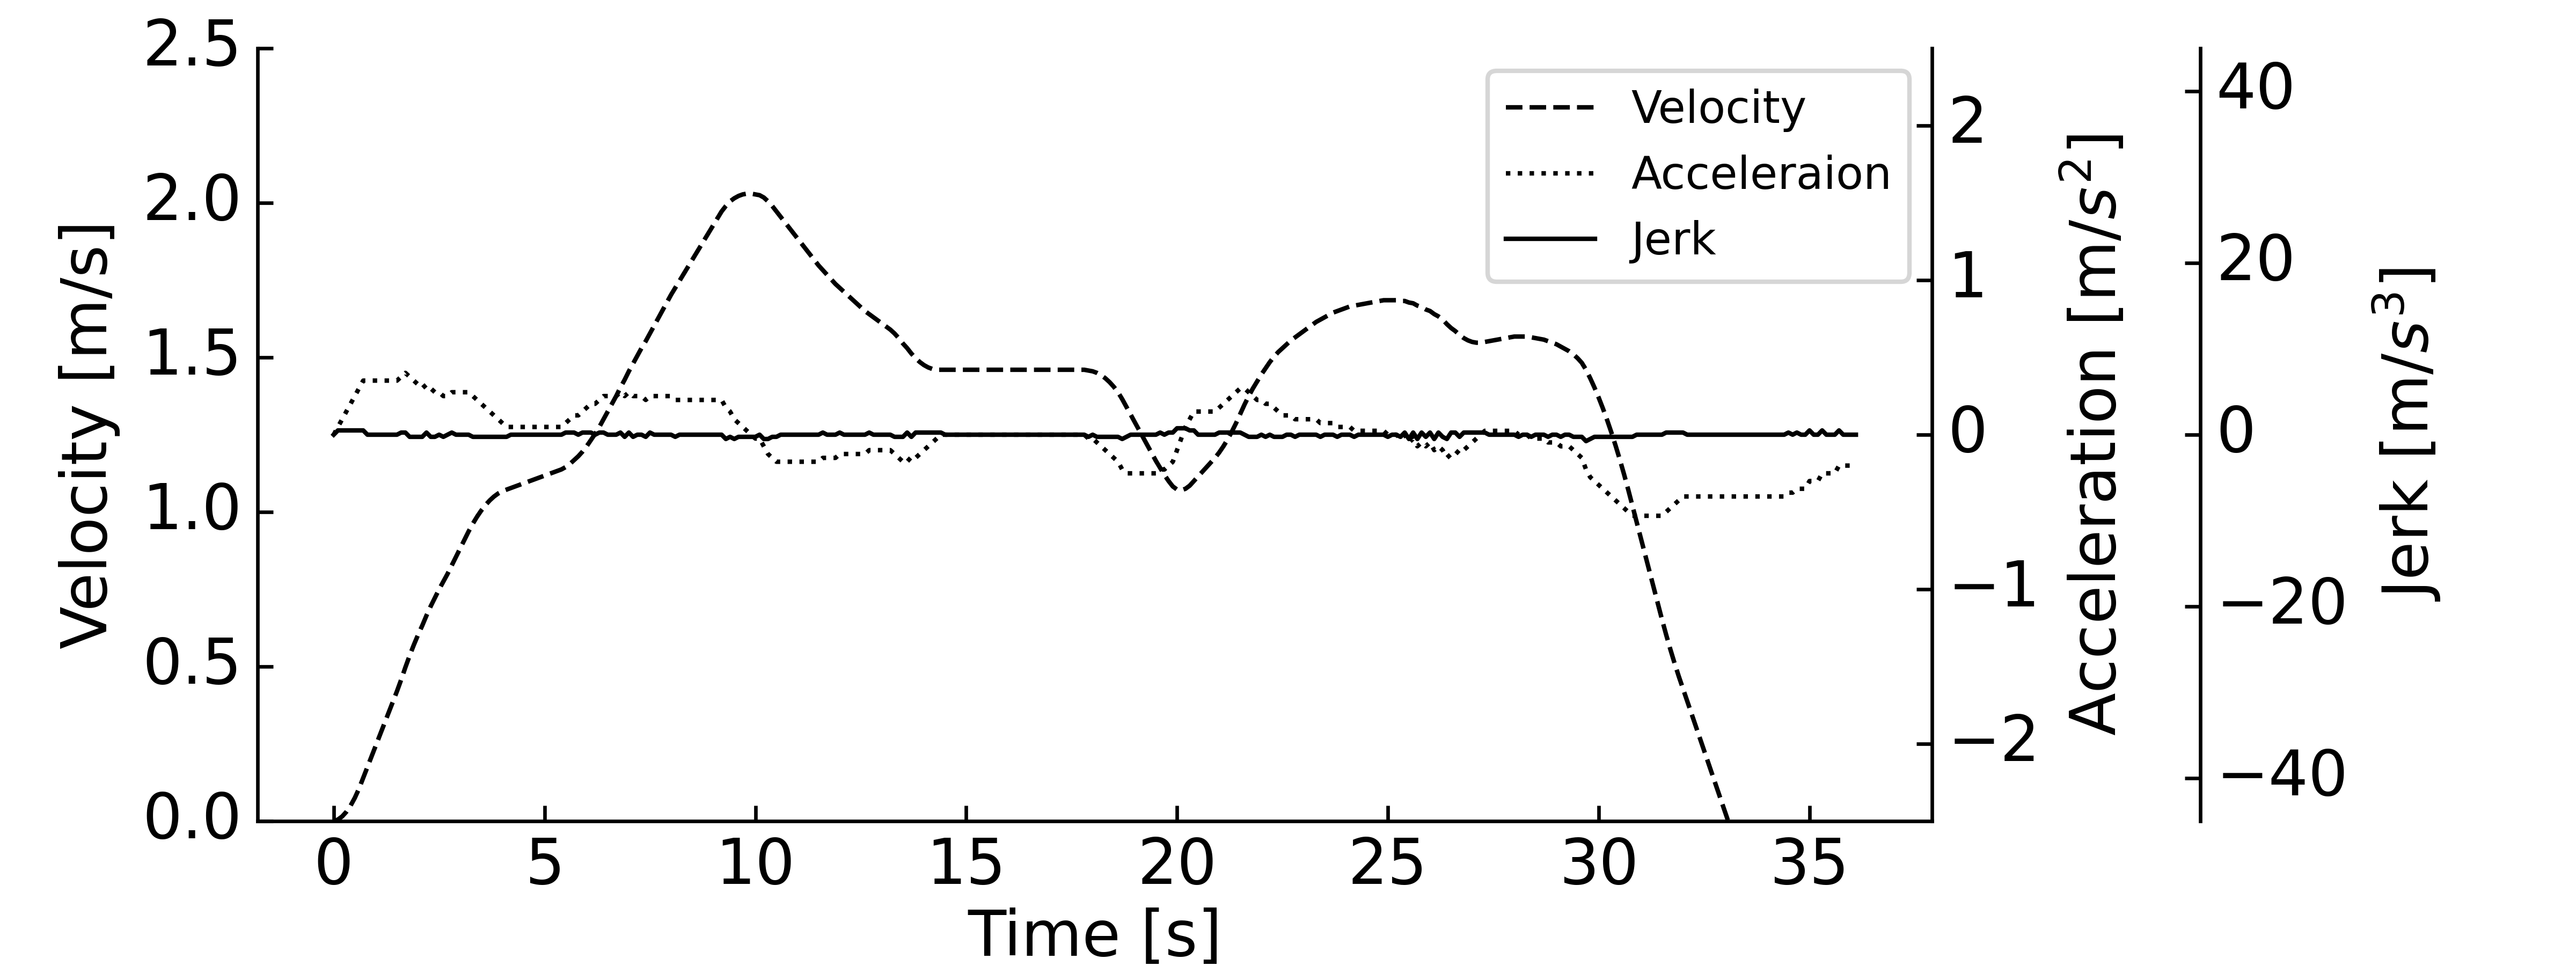 Velocity [m/s]
2.5
2.0
1.5
1.0
0.5
0.0
0 5 10 15 20 25 30 35
Time [s]
Velocity
Acceleraion
Jerk
2
1
0
−1
−2
Acceleration [m/s²]
40
20
0
−20
−40
Jerk [m/s³]